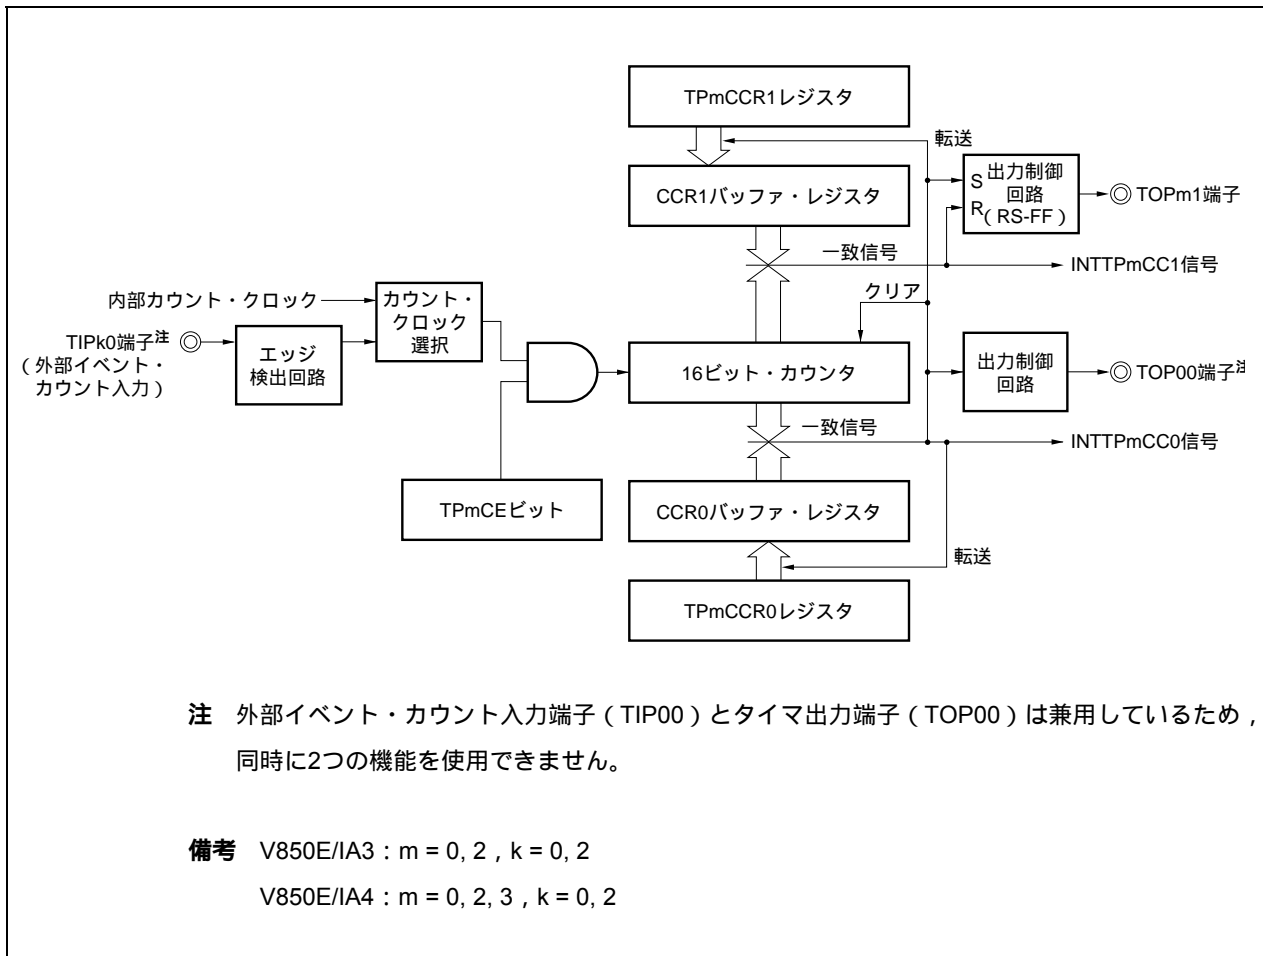 TPmCCR1レジスタ
転送
CCR1バッファ・レジスタ
S 出力制御
回路
R（RS-FF）
TOPm1端子
一致信号
INTTPmCC1信号
内部カウント・クロック
カウント・
クロック
選択
クリア
TIPk0端子注
（外部イベント・
カウント入力）
エッジ
検出回路
16ビット・カウンタ
出力制御
回路
TOP00端子注
一致信号
INTTPmCC0信号
TPmCEビット
CCR0バッファ・レジスタ
転送
TPmCCR0レジスタ
注　外部イベント・カウント入力端子（TIP00）とタイマ出力端子（TOP00）は兼用しているため，
同時に2つの機能を使用できません。
備考　V850E/IA3：m = 0, 2，k = 0, 2
V850E/IA4：m = 0, 2, 3，k = 0, 2